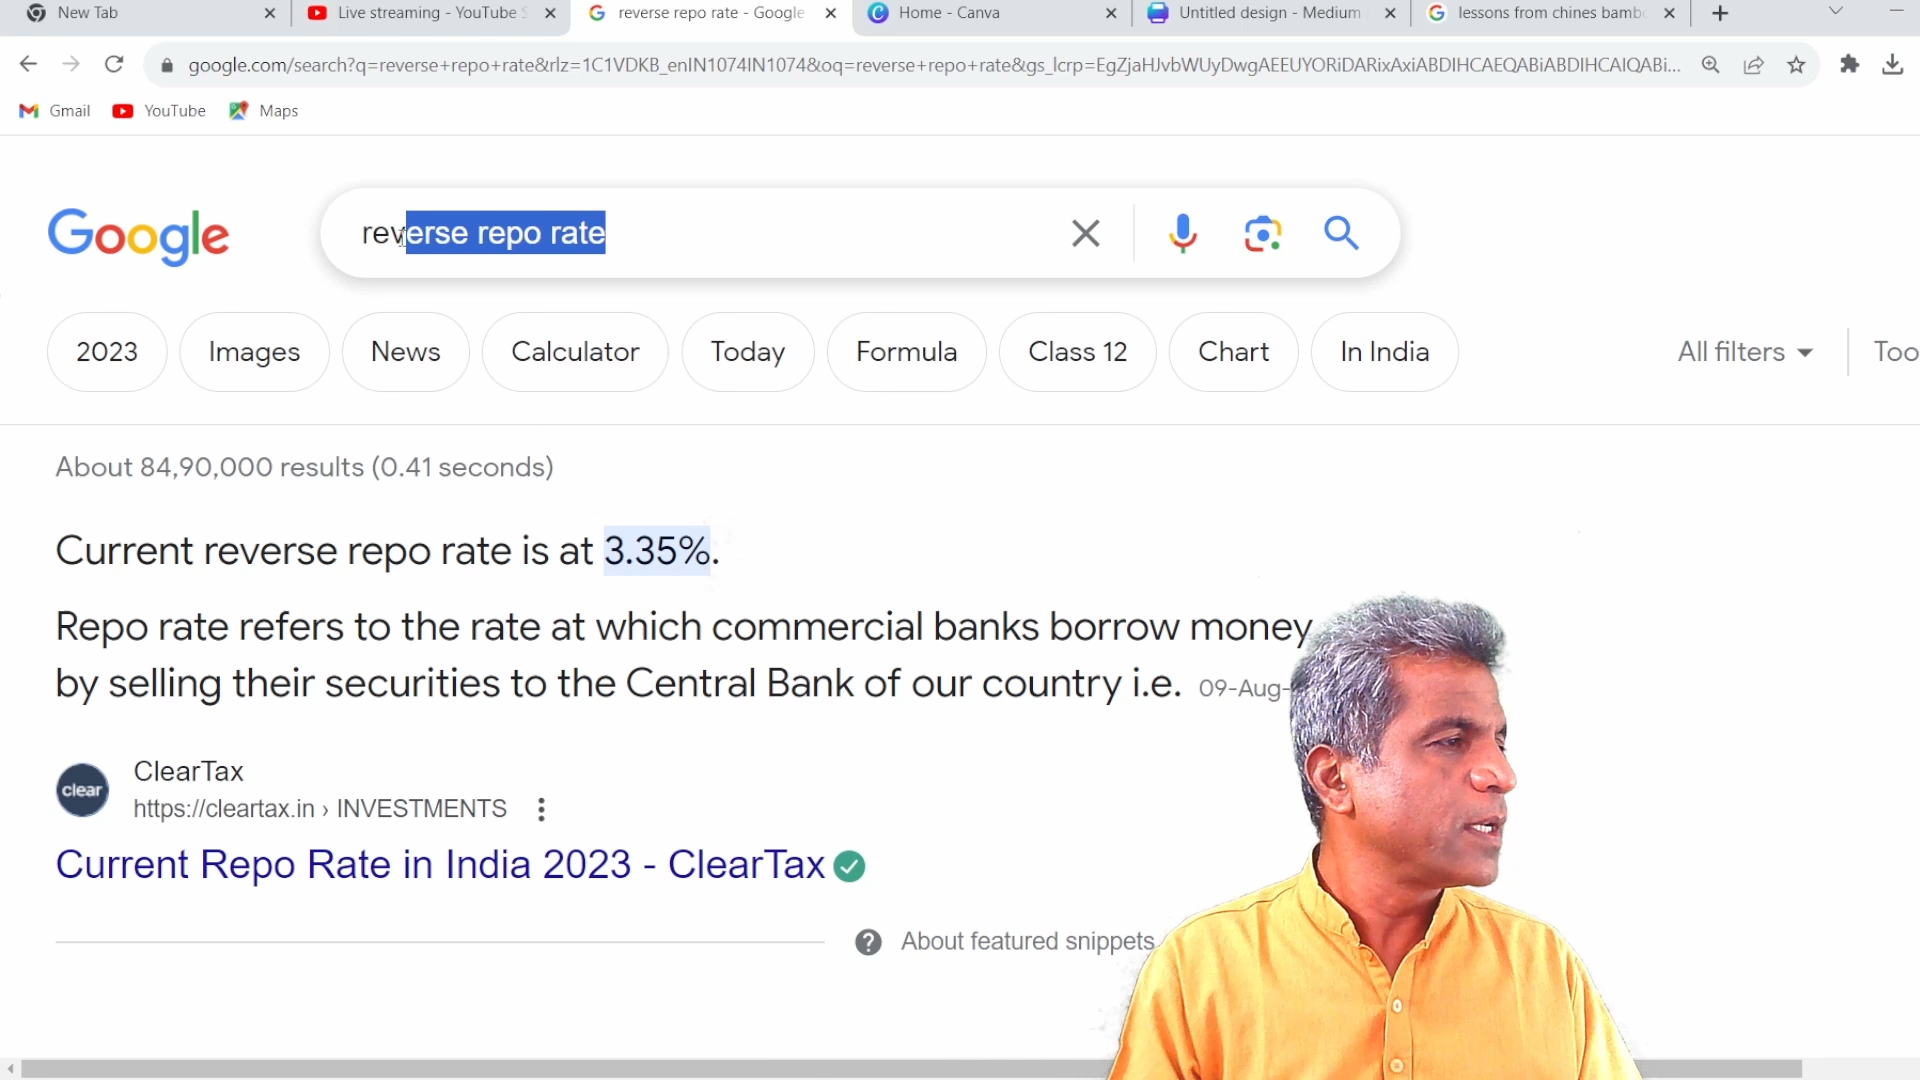 New Tab
Live streaming - YouTube S
reverse repo rate - Google
Home - Canva
Untitled design - Medium
lessons from chines bamb
google.com/search?q=reverse+repo+rate&rlz=1C1VDKB_enIN1074IN1074&oq=reverse+repo+rate&gs_lcrp=EgZjaHJvbWUyDwgAEEUYORiDARixAxiABDIHCAEQABiABDIHCAIQABi...
Gmail
YouTube
Maps
Google
reverse repo rate
2023
Images
News
Calculator
Today
Formula
Class 12
Chart
In India
All filters
Too
About 84,90,000 results (0.41 seconds)
Current reverse repo rate is at 3.35%.
Repo rate refers to the rate at which commercial banks borrow money
by selling their securities to the Central Bank of our country i.e. 09-Aug-
clear
ClearTax
https://cleartax.in › INVESTMENTS
Current Repo Rate in India 2023 - ClearTax
About featured snippets